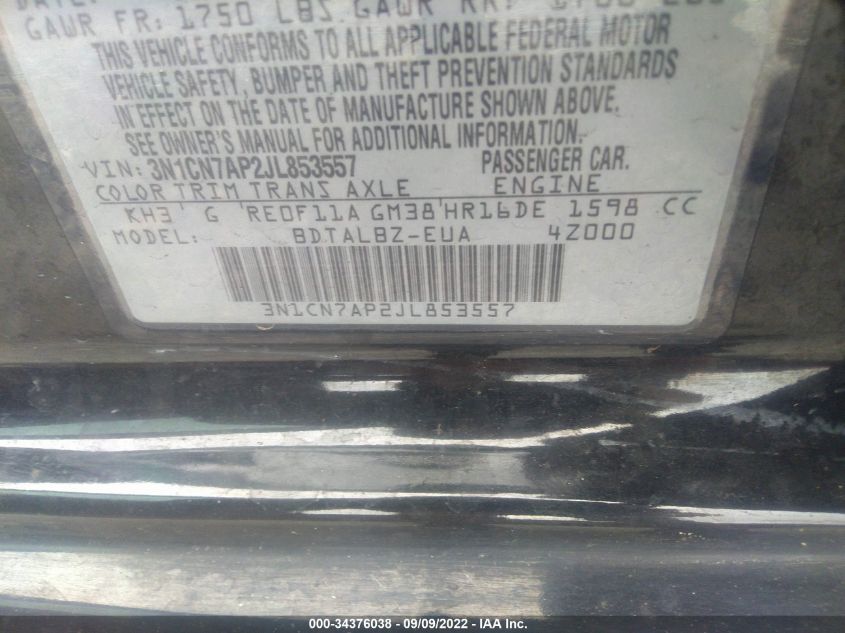 GAWR FR: 1750 LBS GAWR RR:
THIS VEHICLE CONFORMS TO ALL APPLICABLE FEDERAL MOTOR
VEHICLE SAFETY, BUMPER AND THEFT PREVENTION STANDARDS
IN EFFECT ON THE DATE OF MANUFACTURE SHOWN ABOVE.
SEE OWNER'S MANUAL FOR ADDITIONAL INFORMATION.
VIN: 3N1CN7AP2JL853557 PASSENGER CAR.
COLOR TRIM TRANS AXLE ENGINE
KH3 G RE0F11A GM38 HR16DE 1598 CC
MODEL: BDTALBZ-EUA 4Z000
3N1CN7AP2JL853557
000-34376038 - 09/09/2022 - IAA Inc.